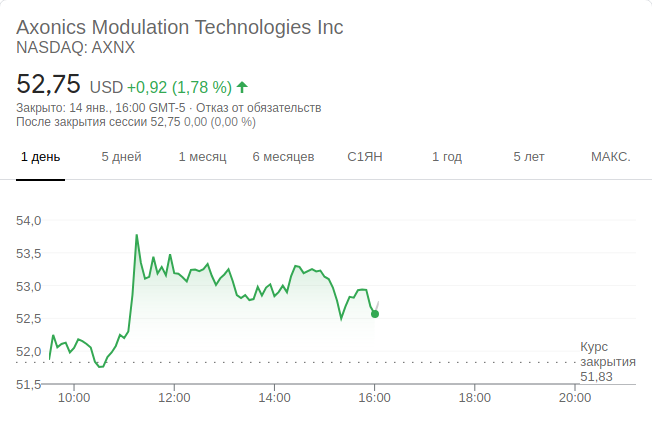 Axonics Modulation Technologies Inc
NASDAQ: AXNX
52,75 USD +0,92 (1,78 %)
Закрыто: 14 янв., 16:00 GMT-5 · Отказ от обязательств
После закрытия сессии 52,75 0,00 (0,00 %)
1 день 5 дней 1 месяц 6 месяцев С1ЯН 1 год 5 лет МАКС.
54,0
53,5
53,0
52,5
52,0
51,5
Курс
закрытия
51,83
10:00 12:00 14:00 16:00 18:00 20:00